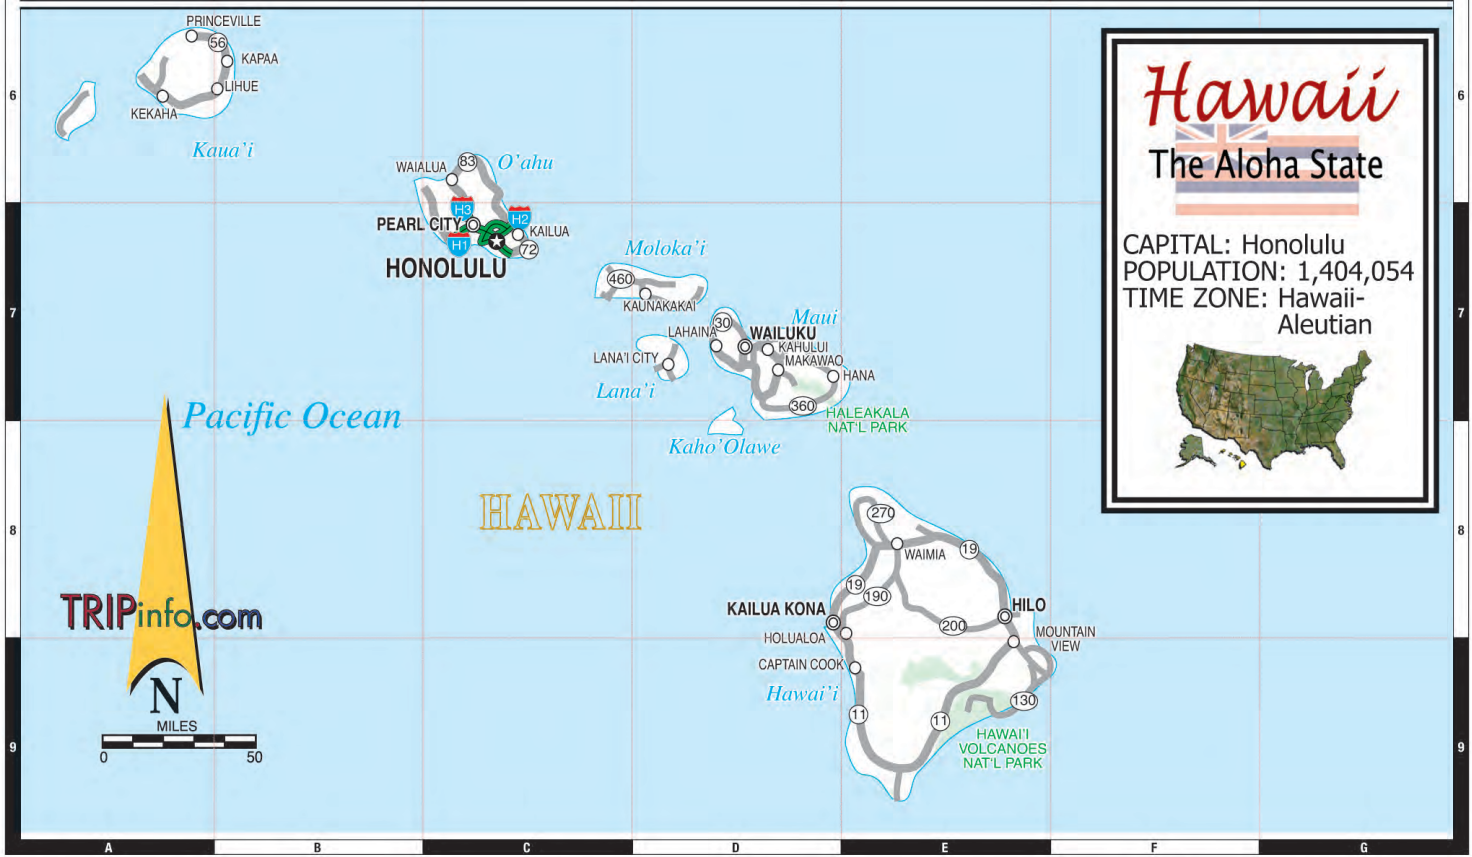 PRINCEVILLE
56
KAPAA
LIHUE
KEKAHA
Kaua'i
6
6
WAIALUA
83
O'ahu
H3
H2
PEARL CITY
KAILUA
H1
72
HONOLULU
Moloka'i
460
KAUNAKAKAI
7
7
Maui
30
LAHAINA
WAILUKU
KAHULUI
MAKAWAO
LANA'I CITY
HANA
Lana'i
360
HALEAKALA
NAT'L PARK
Kaho'Olawe
Pacific Ocean
HAWAII
8
8
270
WAIMIA
19
19
190
KAILUA KONA
HILO
200
HOLUALOA
MOUNTAIN
VIEW
CAPTAIN COOK
Hawai'i
130
11
11
HAWAI'I
VOLCANOES
NAT'L PARK
9
9
TRIPinfo.com
N
MILES
0 50
Hawaii
The Aloha State
CAPITAL: Honolulu
POPULATION: 1,404,054
TIME ZONE: Hawaii-
Aleutian
A B C D E F G